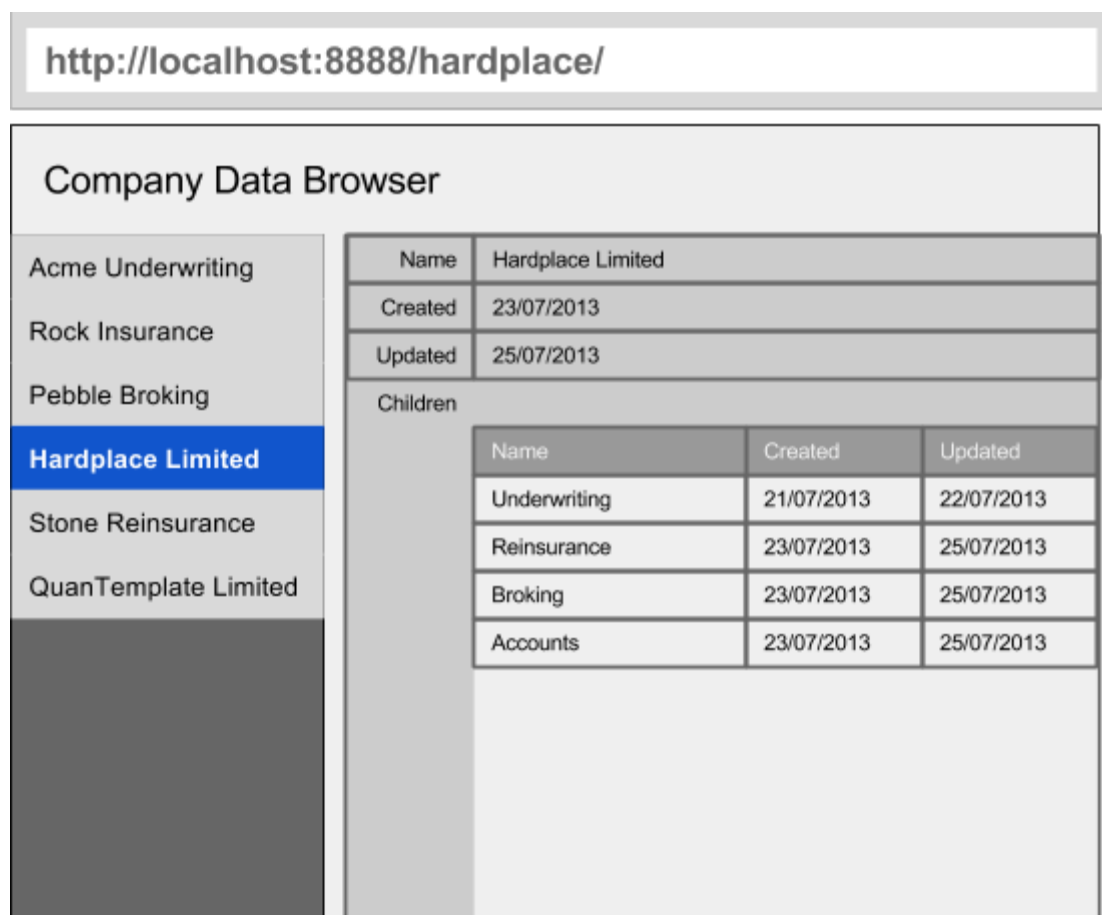 http://localhost:8888/hardplace/
Company Data Browser
Acme Underwriting
Rock Insurance
Pebble Broking
Hardplace Limited
Stone Reinsurance
QuanTemplate Limited
Name Hardplace Limited
Created 23/07/2013
Updated 25/07/2013
Children
Name Created Updated
Underwriting 21/07/2013 22/07/2013
Reinsurance 23/07/2013 25/07/2013
Broking 23/07/2013 25/07/2013
Accounts 23/07/2013 25/07/2013